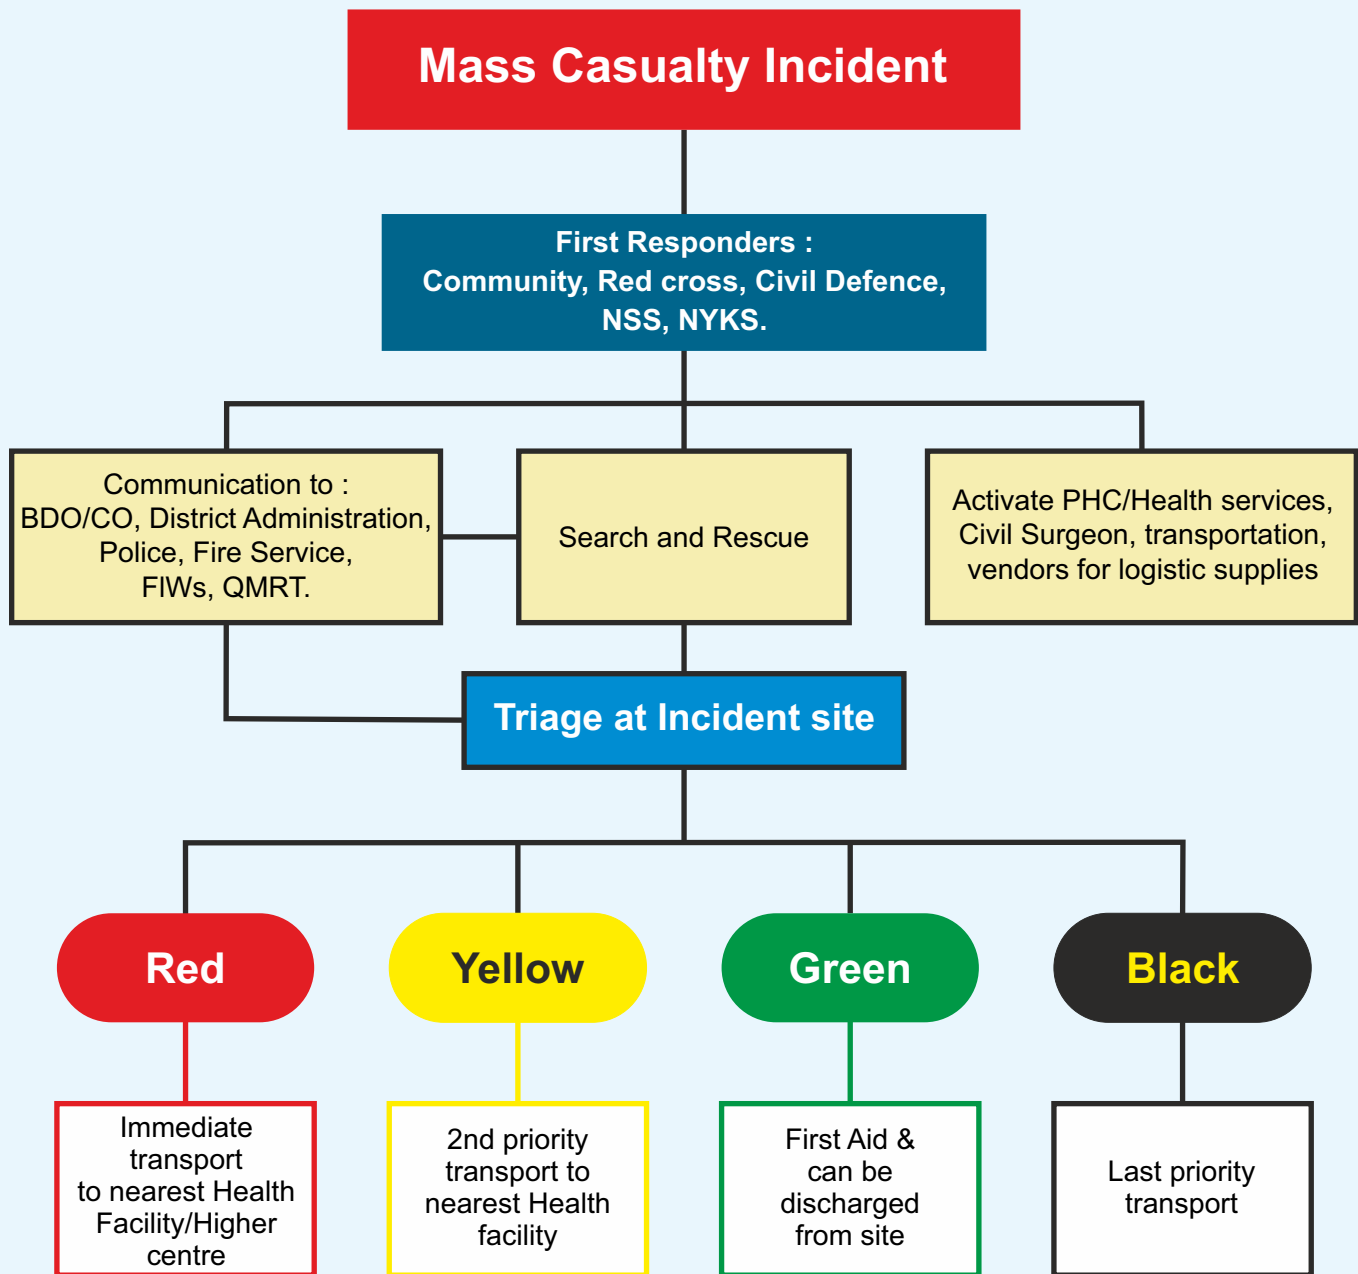 Mass Casualty Incident
First Responders :
Community, Red cross, Civil Defence,
NSS, NYKS.
Communication to :
BDO/CO, District Administration,
Police, Fire Service,
FlWs, QMRT.
Search and Rescue
Activate PHC/Health services,
Civil Surgeon, transportation,
vendors for logistic supplies
Triage at Incident site
Red
Yellow
Green
Black
Immediate
transport
to nearest Health
Facility/Higher
centre
2nd priority
transport to
nearest Health
facility
First Aid &
can be
discharged
from site
Last priority
transport